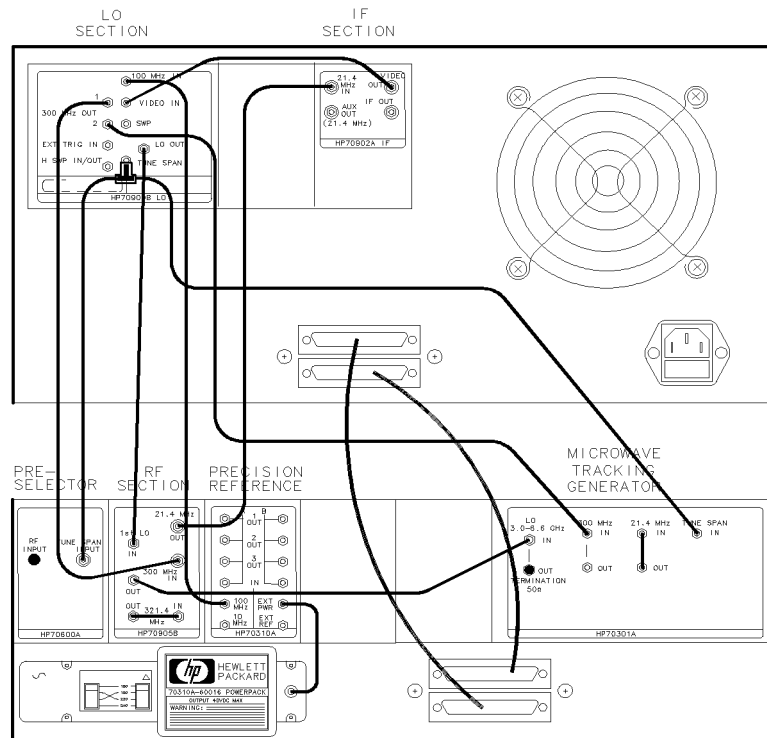 LO
SECTION
IF
SECTION
100 MHz IN
1
VIDEO IN
300 MHz OUT
2
SWP
EXT TRIG IN
LO OUT
H SWP IN/OUT
TUNE SPAN
HP70900B LO
21.4
MHz
IN
VIDEO
OUT
IF OUT
AUX
OUT
(21.4 MHz)
HP70902A IF
PRE-
SELECTOR
RF
SECTION
PRECISION
REFERENCE
MICROWAVE
TRACKING
GENERATOR
RF
INPUT
TUNE SPAN
INPUT
HP70600A
21.4 MHz
OUT
1st LO
IN
300 MHz
IN
OUT
OUT
321.4
MHz
IN
HP70905B
B
1
OUT
2
OUT
3
OUT
IN
100
MHz
EXT
PWR
10
MHz
EXT
REF
HP70310A
LO
3.0-6.6 GHz
IN
OUT
TERMINATION
50Ω
300 MHz
IN
OUT
21.4 MHz
IN
OUT
TUNE SPAN
IN
HP70301A
hp
HEWLETT
PACKARD
70310A-60016 POWERPACK
OUTPUT 40VDC MAX
WARNING: